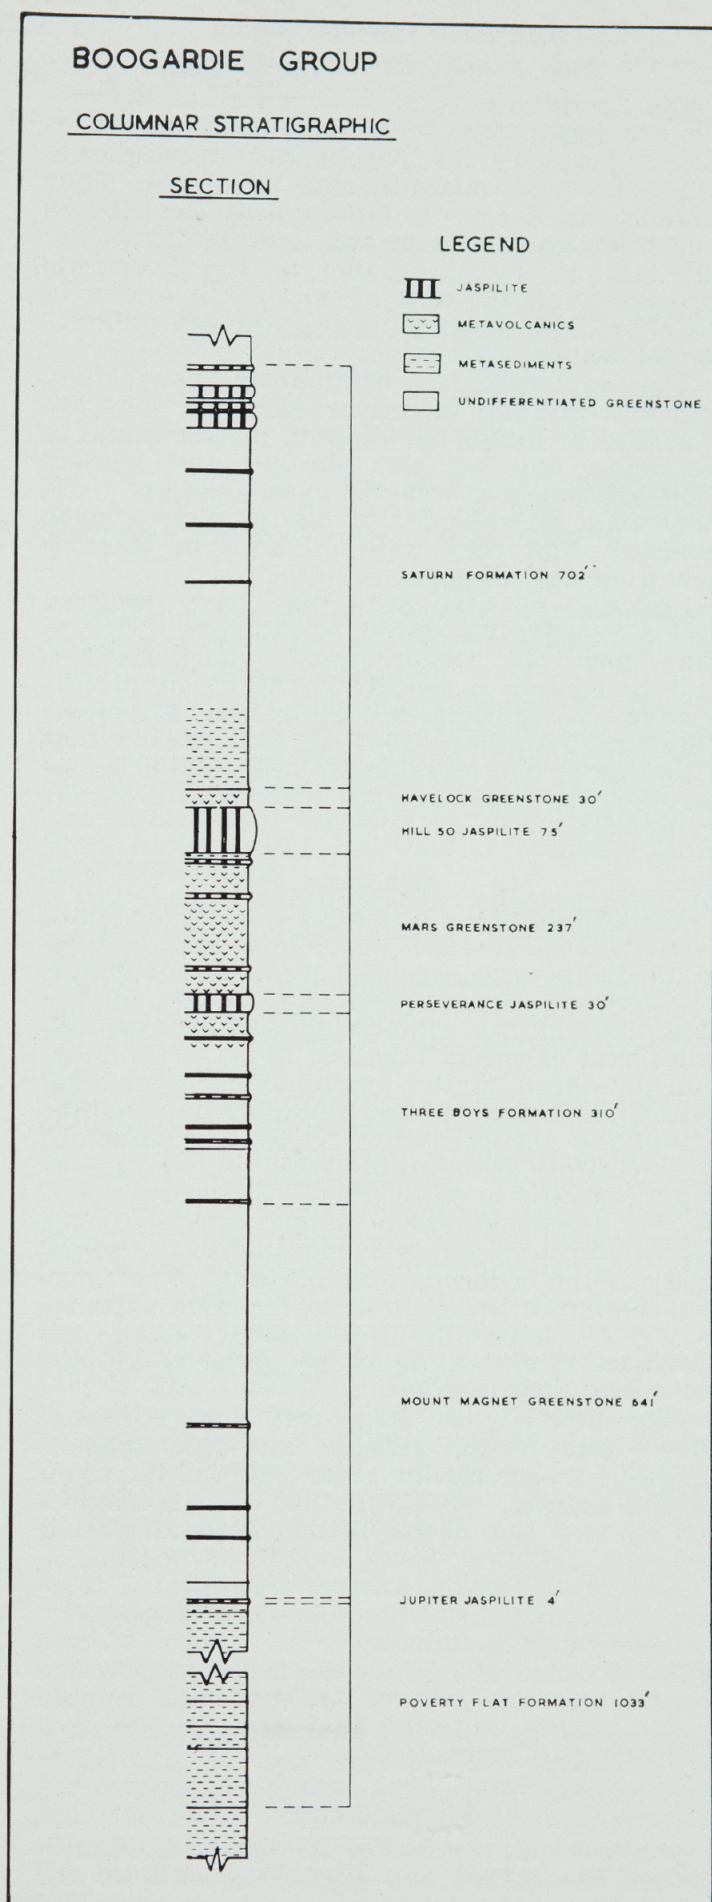 BOOGARDIE GROUP
COLUMNAR STRATIGRAPHIC
SECTION
LEGEND
JASPILITE
METAVOLCANICS
METASEDIMENTS
UNDIFFERENTIATED GREENSTONE
SATURN FORMATION 702'
HAVELOCK GREENSTONE 30'
HILL 50 JASPILITE 75'
MARS GREENSTONE 237'
PERSEVERANCE JASPILITE 30'
THREE BOYS FORMATION 310'
MOUNT MAGNET GREENSTONE 641'
JUPITER JASPILITE 4'
POVERTY FLAT FORMATION 1033'